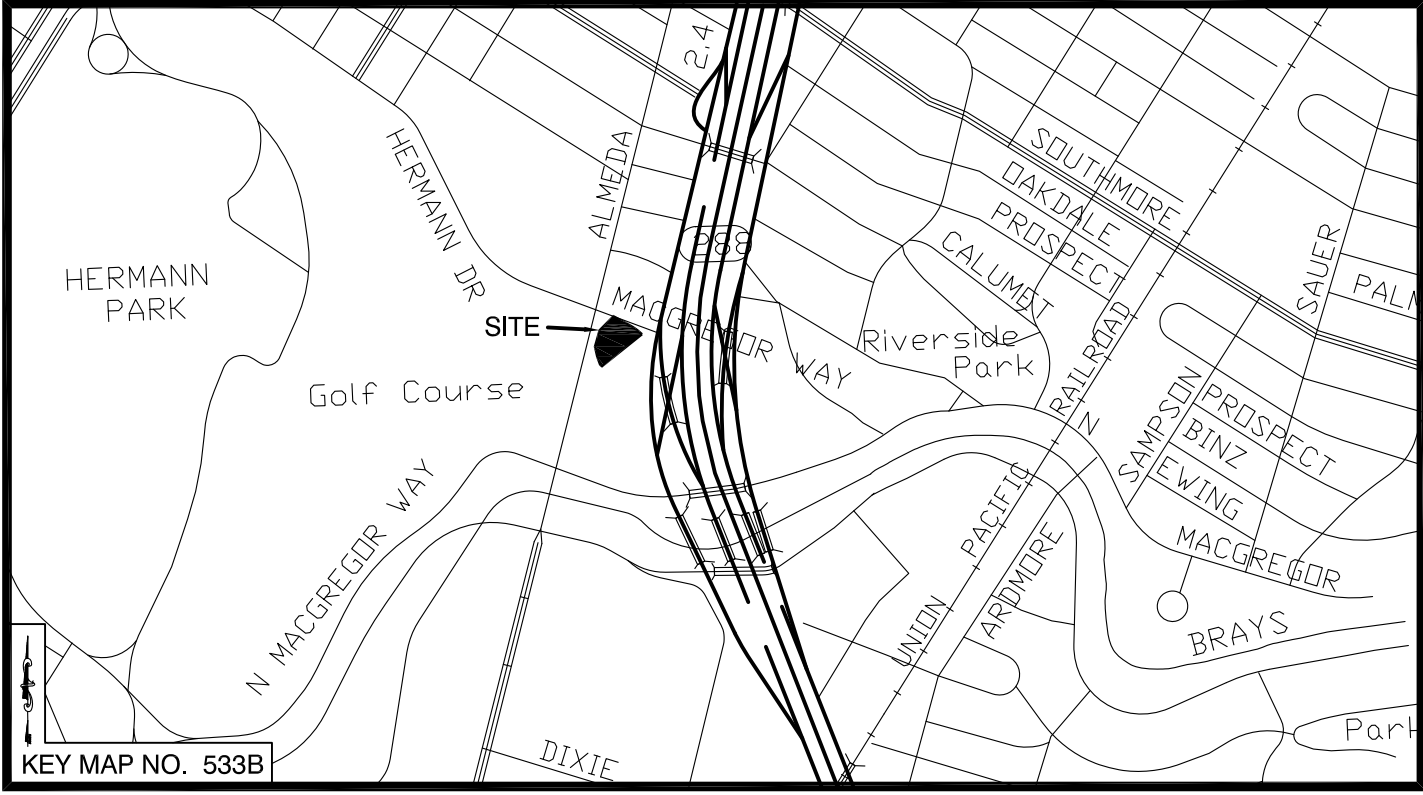 2.4
HERMANN DR
ALMEDA
288
SOUTHMORE
OAKDALE
PROSPECT
CALUMET
SAUER
PALM
HERMANN
PARK
SITE
MACGREGOR WAY
Riverside
Park
Golf Course
RAILROAD
N
SAMPSON
PROSPECT
BINZ
EWING
MACGREGOR
N MACGREGOR WAY
PACIFIC
UNION
ARDMORE
BRAYS
Park
DIXIE
KEY MAP NO. 533B